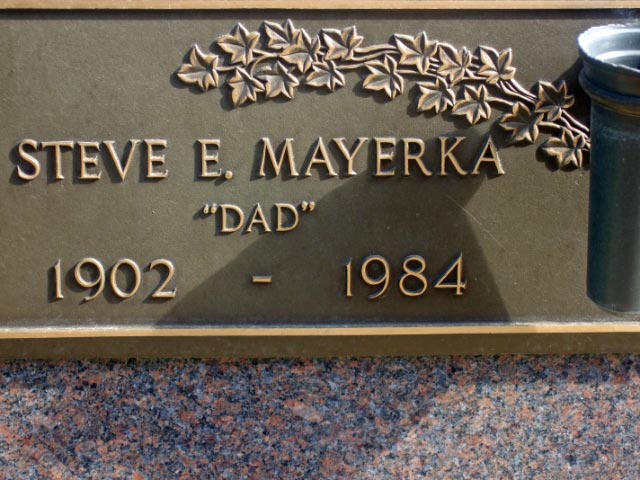 STEVE E. MAYERKA
"DAD"
1902 - 1984